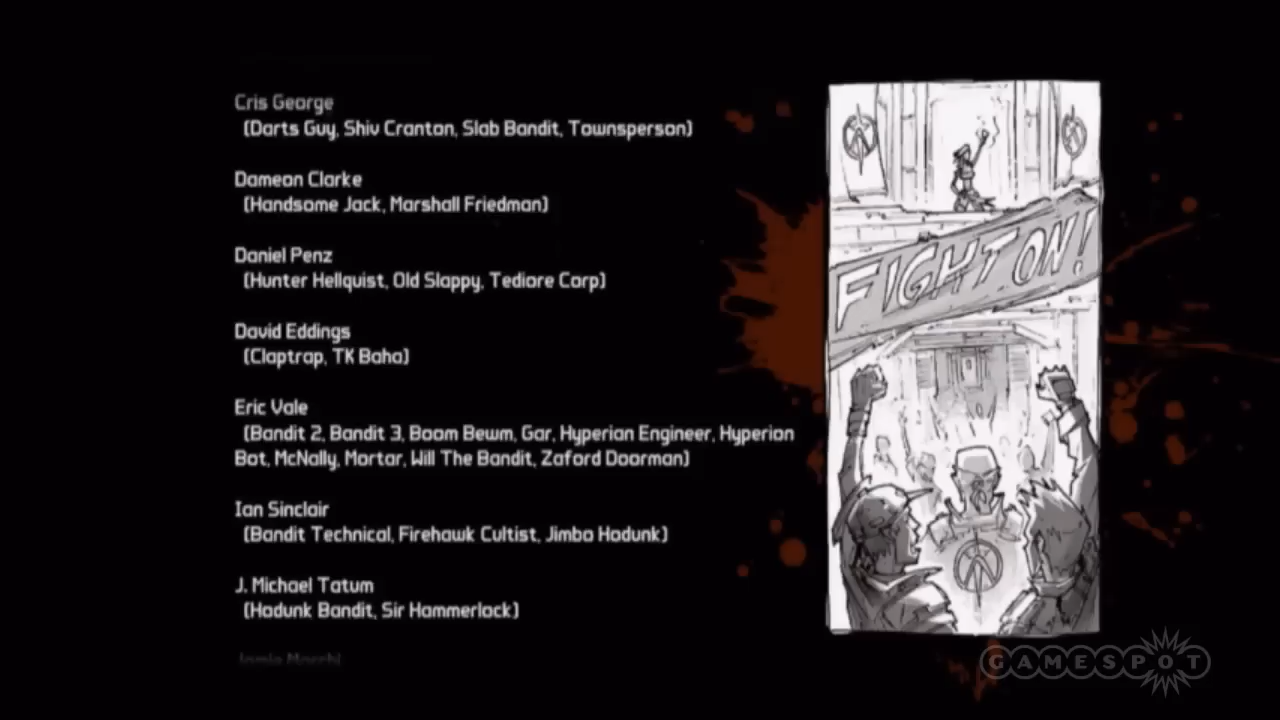 Cris George
(Darts Guy, Shiv Cranton, Slab Bandit, Townsperson)
Dameon Clarke
(Handsome Jack, Marshall Friedman)
Daniel Penz
(Hunter Hellquist, Old Slappy, Tediore Corp)
David Eddings
(Claptrap, TK Baha)
Eric Vale
(Bandit 2, Bandit 3, Boom Bewm, Gar, Hyperian Engineer, Hyperion
Bot, McNally, Mortar, Will The Bandit, Zaford Doorman)
Ian Sinclair
(Bandit Technical, Firehawk Cultist, Jimbo Hodunk)
J. Michael Tatum
(Hodunk Bandit, Sir Hammerlock)
Jamie Marchi
FIGHT ON!
GAMESPOT